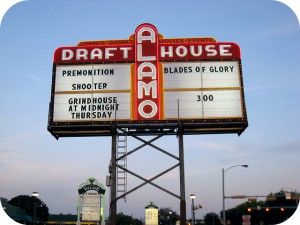 DRAFT HOUSE
ALAMO
PREMONITION
SHOOTER
GRINDHOUSE
AT MIDNIGHT
THURSDAY
BLADES OF GLORY
300